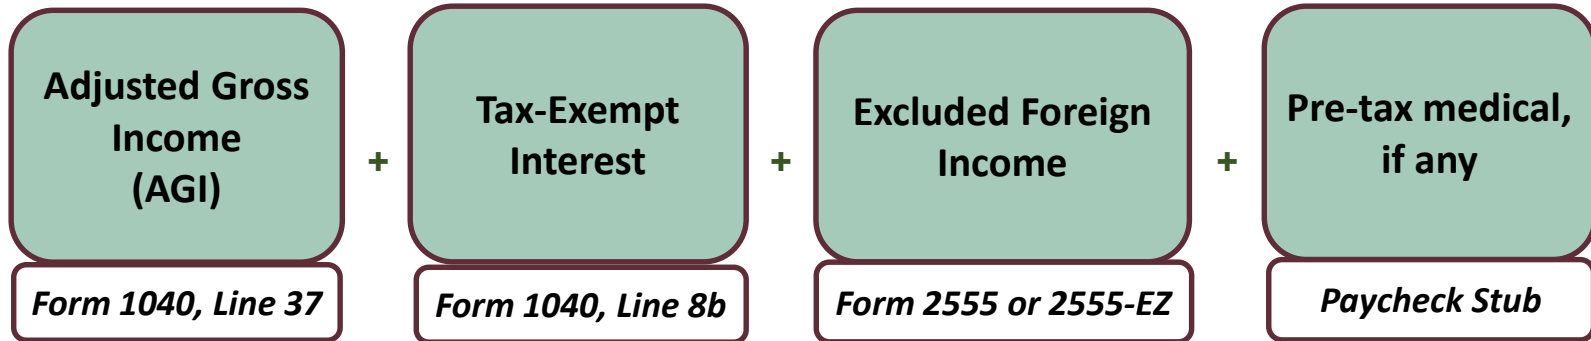 Adjusted Gross
Income
(AGI)
Form 1040, Line 37
+
Tax-Exempt
Interest
Form 1040, Line 8b
+
Excluded Foreign
Income
Form 2555 or 2555-EZ
+
Pre-tax medical,
if any
Paycheck Stub